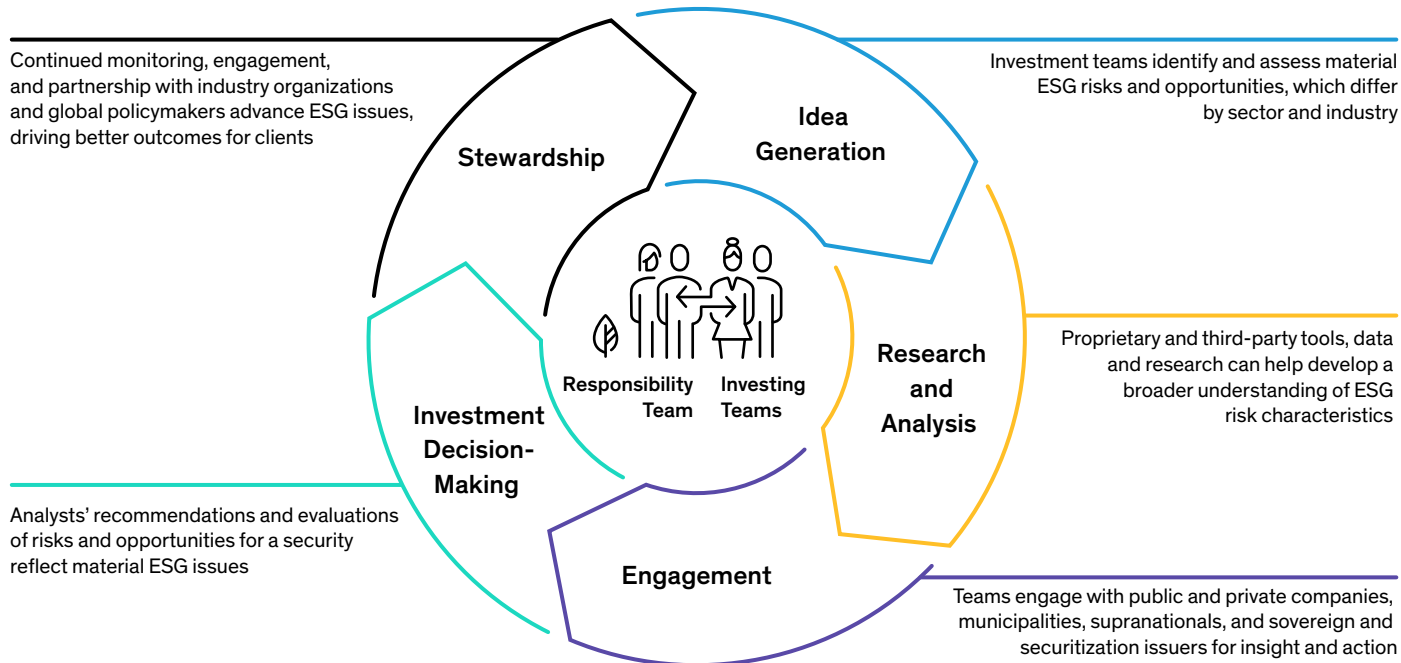 Continued monitoring, engagement,
and partnership with industry organizations
and global policymakers advance ESG issues,
driving better outcomes for clients
Stewardship
Idea
Generation
Investment teams identify and assess material
ESG risks and opportunities, which differ
by sector and industry
Responsibility
Team
Investing
Teams
Research
and
Analysis
Proprietary and third-party tools, data
and research can help develop a
broader understanding of ESG
risk characteristics
Investment
Decision-
Making
Analysts’ recommendations and evaluations
of risks and opportunities for a security
reflect material ESG issues
Engagement
Teams engage with public and private companies,
municipalities, supranationals, and sovereign and
securitization issuers for insight and action